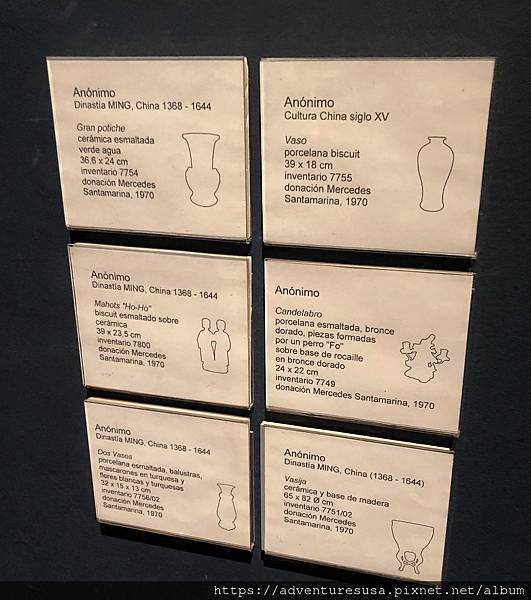 Anónimo
Dinastia MING, China 1368 - 1644
Gran potiche
cerámica esmaltada
verde agua
36,6 x 24 cm
inventario 7754
donación Mercedes
Santamarina, 1970
Anónimo
Cultura China siglo XV
Vaso
porcelana biscuit
39 x 18 cm
inventario 7755
donación Mercedes
Santamarina, 1970
Anónimo
Dinastia MING, China 1368 - 1644
Mahots "Ho-Ho"
biscuit esmaltado sobre
cerámica
39 x 23,5 cm
inventario 7800
donación Mercedes
Santamarina, 1970
Anónimo
Candelabro
porcelana esmaltada, bronce
dorado, piezas formadas
por un perro "Fo"
sobre base de rocaille
en bronce dorado
24 x 22 cm
inventario 7749
donación Mercedes Santamarina, 1970
Anónimo
Dinastía MING, China 1368 - 1644
Dos Vasos
porcelana esmaltada, balustras,
mascarones en turquesa y
flores blancas y turquesas
32 x 15 x 13 cm
inventario 7756/02
donación Mercedes
Santamarina, 1970
Anónimo
Dinastía MING, China (1368 - 1644)
Vasija
cerámica y base de madera
65 x 82 Ø cm
inventario 7751/02
donación Mercedes
Santamarina, 1970
https://adventuresusa.pixnet.net/album